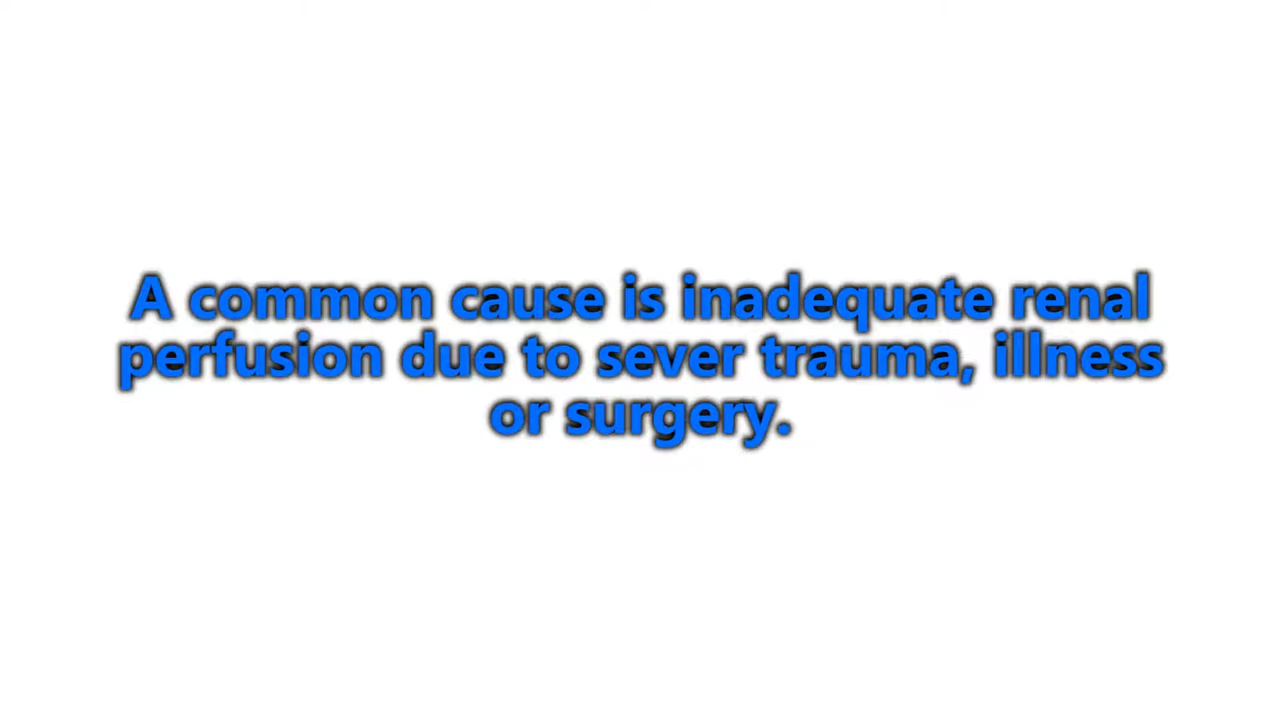 A common cause is inadequate renal
perfusion due to sever trauma, illness
or surgery.